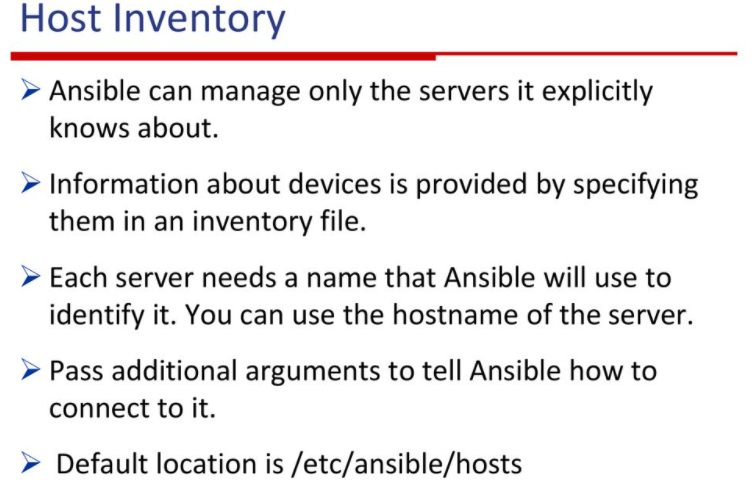 Host Inventory
Ansible can manage only the servers it explicitly
knows about.
Information about devices is provided by specifying
them in an inventory file.
Each server needs a name that Ansible will use to
identify it. You can use the hostname of the server.
Pass additional arguments to tell Ansible how to
connect to it.
Default location is /etc/ansible/hosts